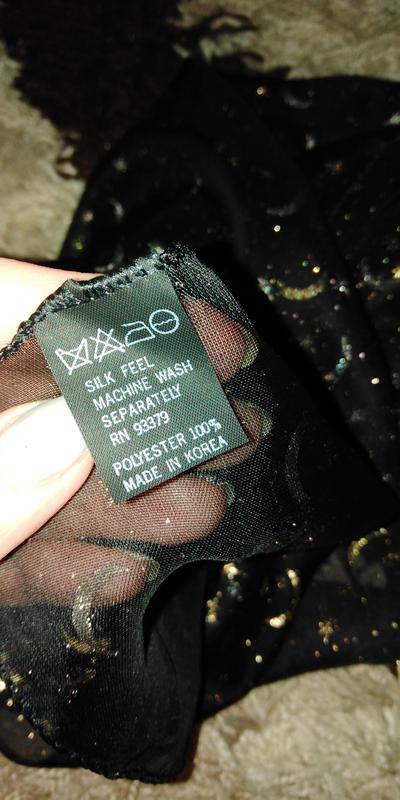 SILK FEEL
MACHINE WASH
SEPARATELY
RN 93379
POLYESTER 100%
MADE IN KOREA